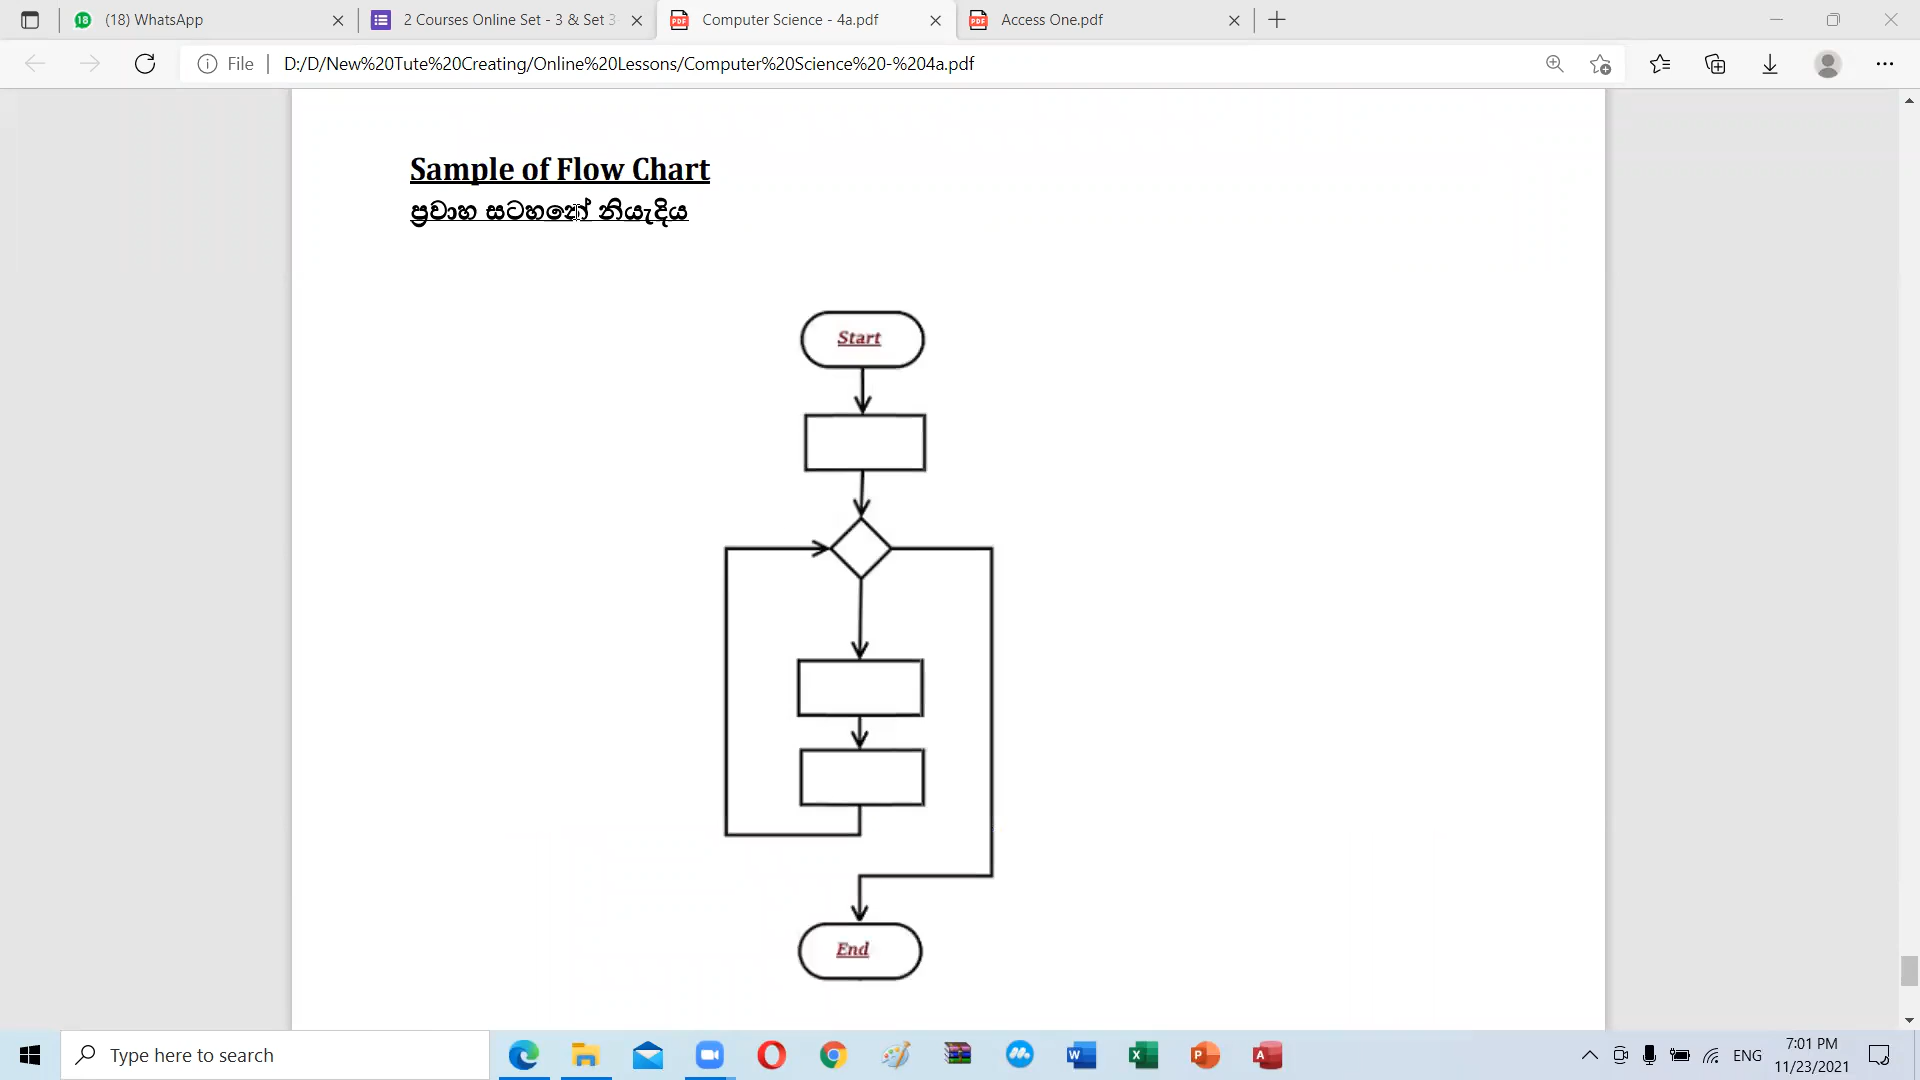 (18) WhatsApp
2 Courses Online Set - 3 & Set 3
Computer Science - 4a.pdf
Access One.pdf
File
D:/D/New%20Tute%20Creating/Online%20Lessons/Computer%20Science%20-%204a.pdf
Sample of Flow Chart
ප්‍රවාහ සටහනේ නියැදිය
Start
End
Type here to search
ENG
7:01 PM
11/23/2021